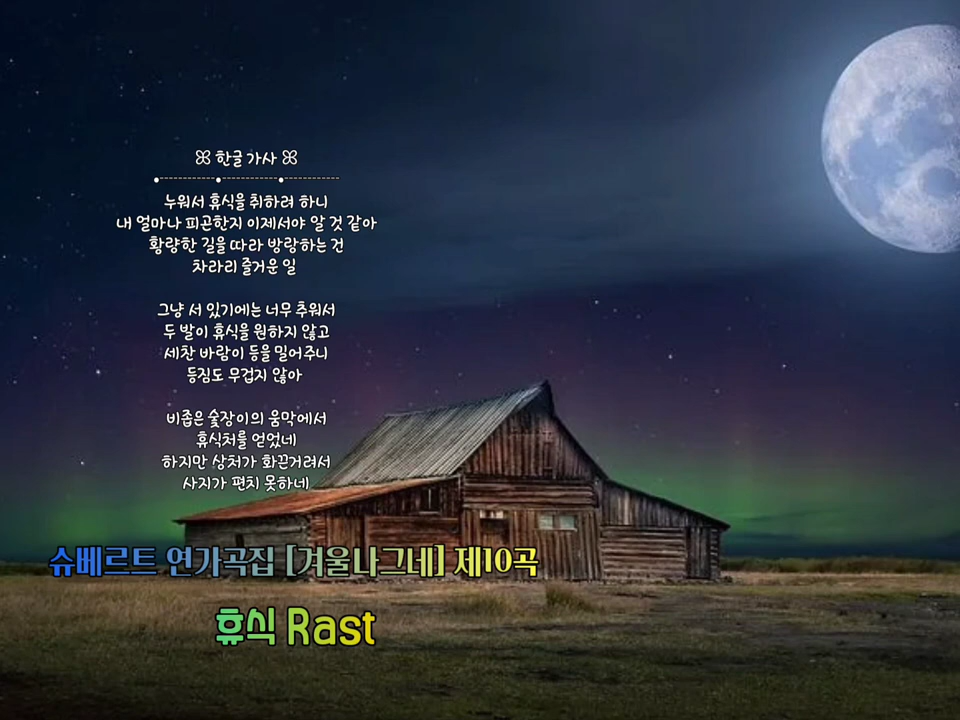 ꕤ 한글 가사 ꕤ
누워서 휴식을 취하려 하니
내 얼마나 피곤한지 이제서야 알 것 같아
황량한 길을 따라 방랑하는 건
차라리 즐거운 일
그냥 서 있기에는 너무 추워서
두 발이 휴식을 원하지 않고
세찬 바람이 등을 밀어주니
등짐도 무겁지 않아
비좁은 숯장이의 움막에서
휴식처를 얻었네
하지만 상처가 화끈거려서
사지가 편치 못하네
슈베르트 연가곡집 [겨울나그네] 제10곡
휴식 Rast